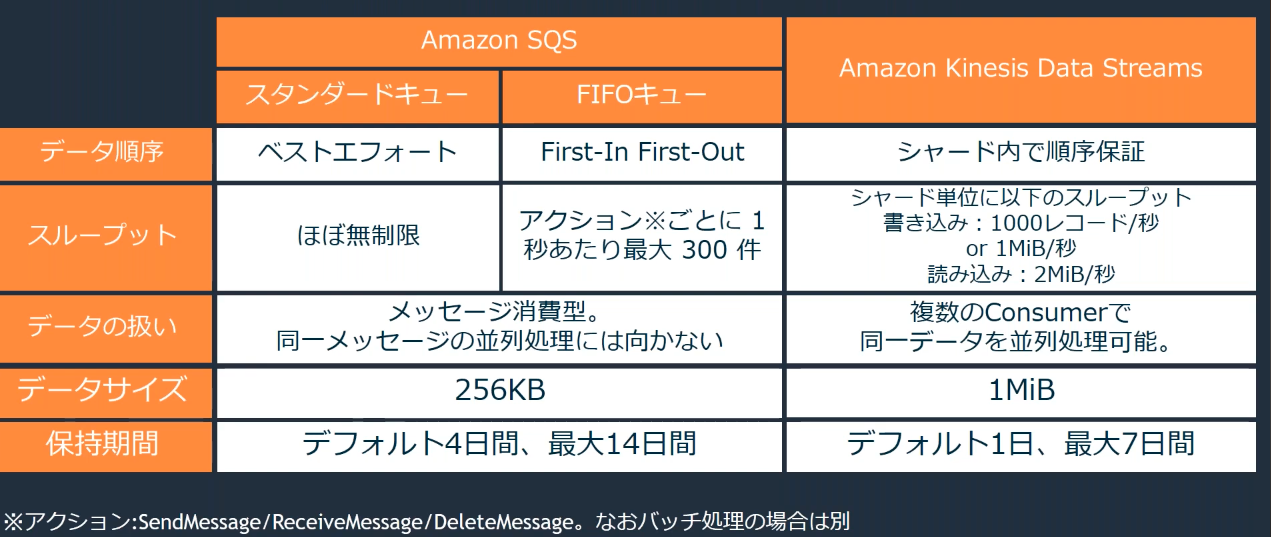 Amazon SQS
Amazon Kinesis Data Streams
スタンダードキュー
FIFOキュー
データ順序
ベストエフォート
First-In First-Out
シャード内で順序保証
スループット
ほぼ無制限
アクション※ごとに 1
秒あたり最大 300 件
シャード単位に以下のスループット
書き込み：1000レコード/秒
or 1MiB/秒
読み込み：2MiB/秒
データの扱い
メッセージ消費型。
同一メッセージの並列処理には向かない
複数のConsumerで
同一データを並列処理可能。
データサイズ
256KB
1MiB
保持期間
デフォルト4日間、最大14日間
デフォルト1日、最大7日間
※アクション:SendMessage/ReceiveMessage/DeleteMessage。なおバッチ処理の場合は別